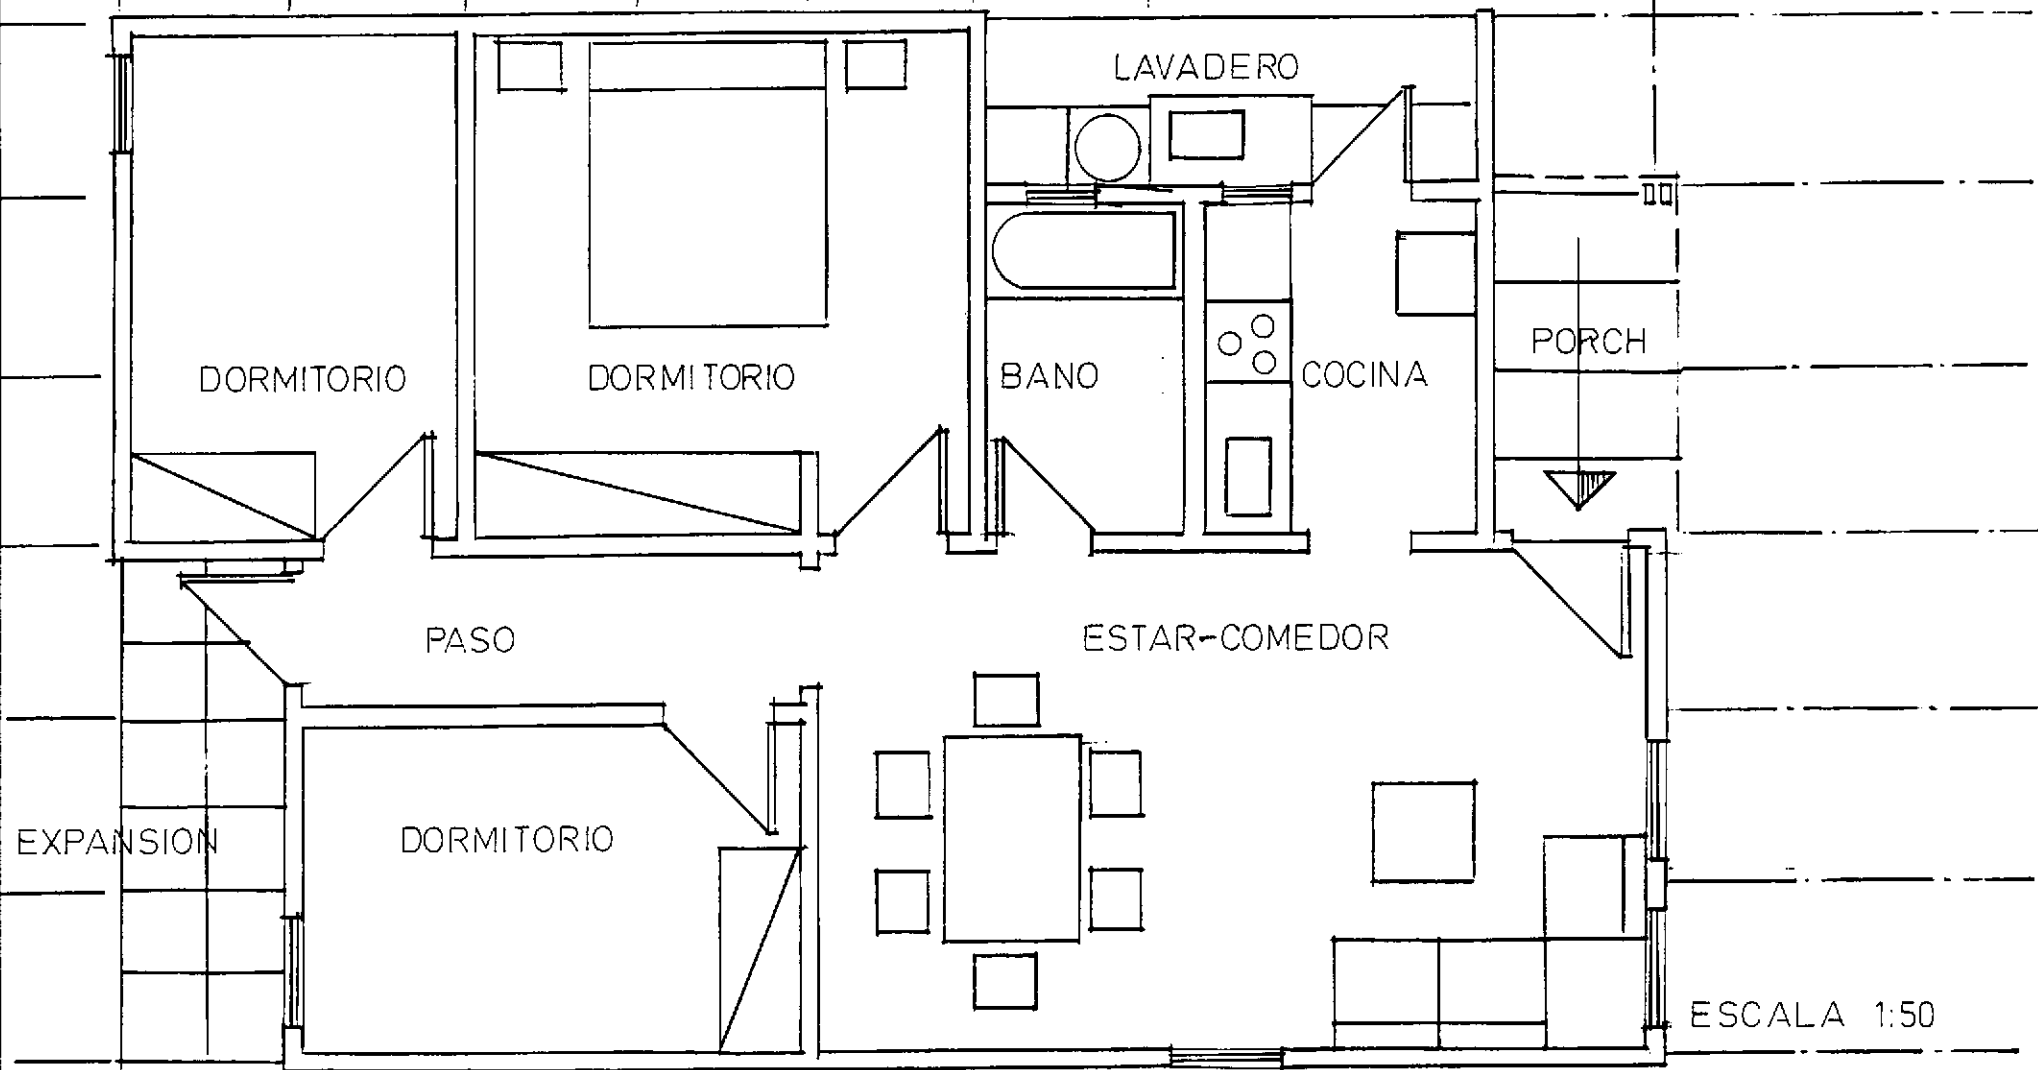 LAVADERO
PORCH
DORMITORIO
DORMITORIO
BANO
COCINA
PASO
ESTAR-COMEDOR
EXPANSION
DORMITORIO
ESCALA 1:50